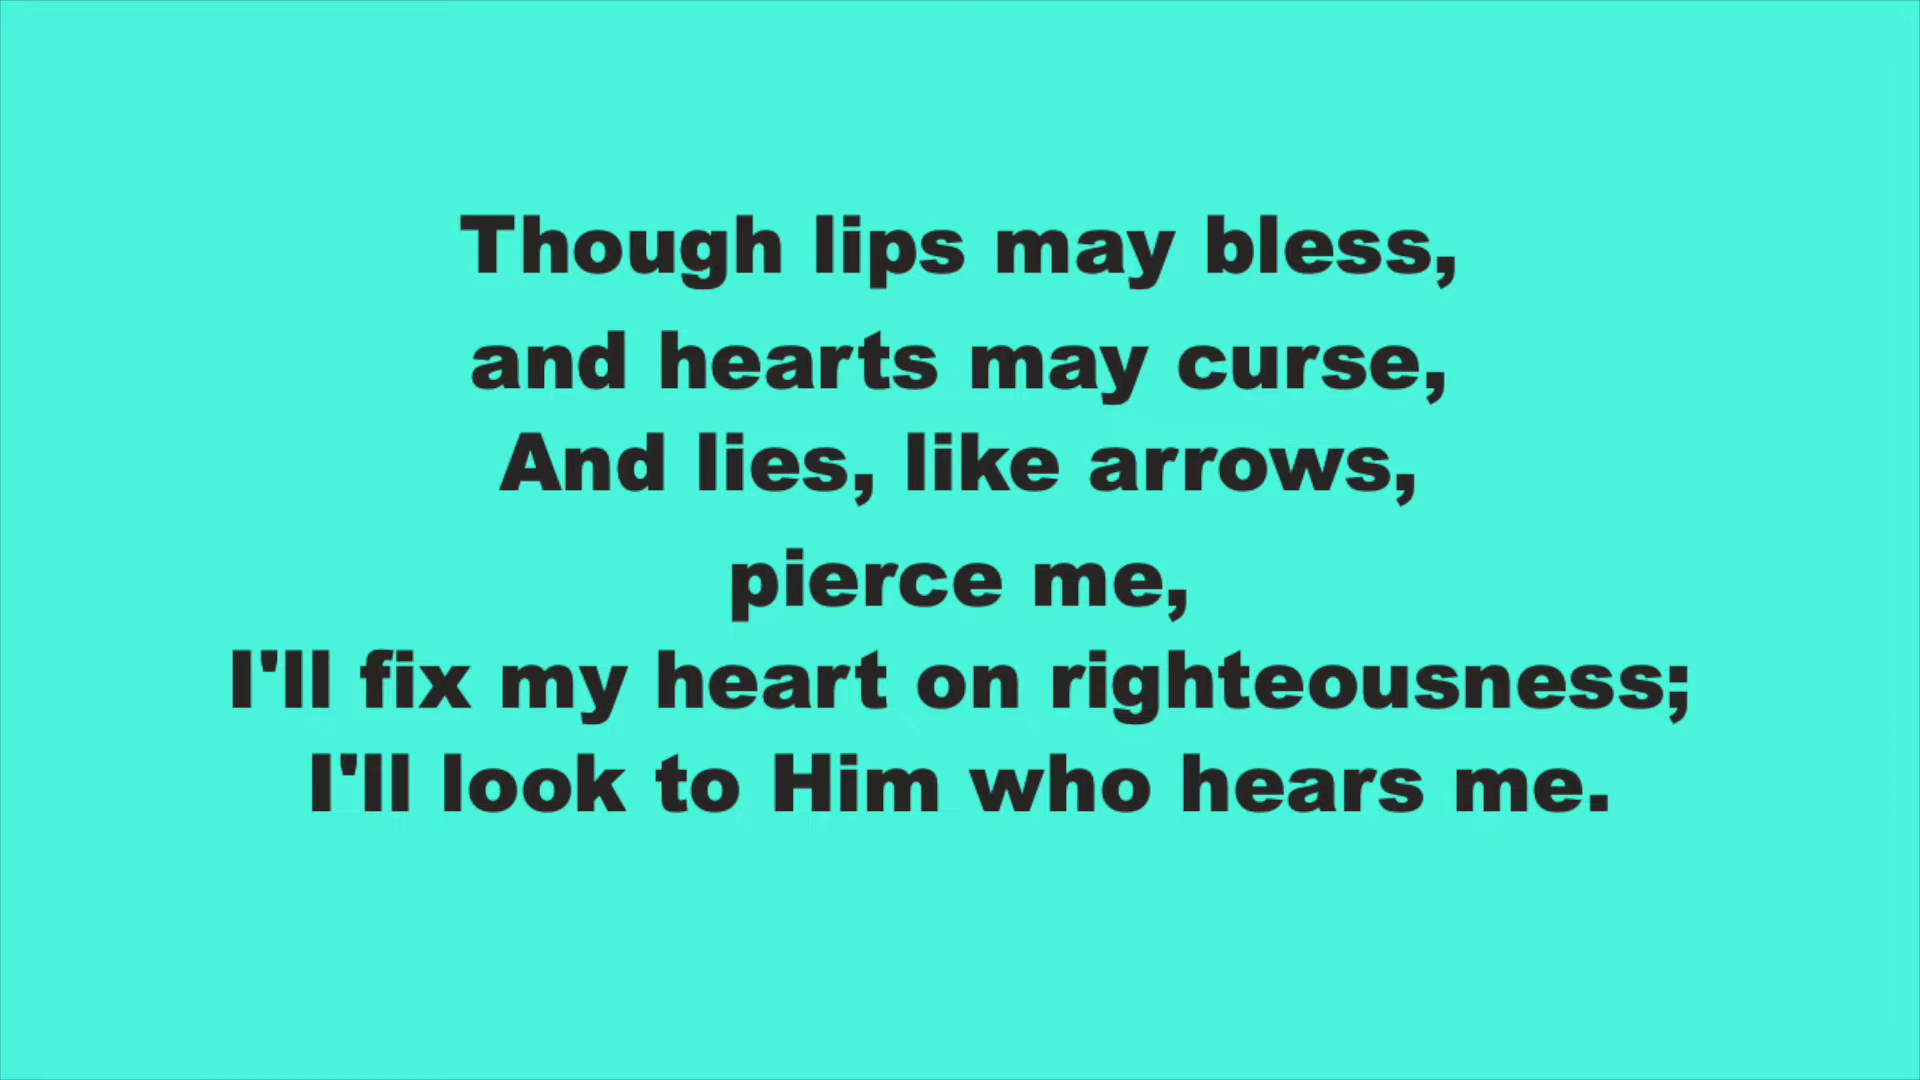 Though lips may bless,
and hearts may curse,
And lies, like arrows,
pierce me,
I'll fix my heart on righteousness;
I'll look to Him who hears me.